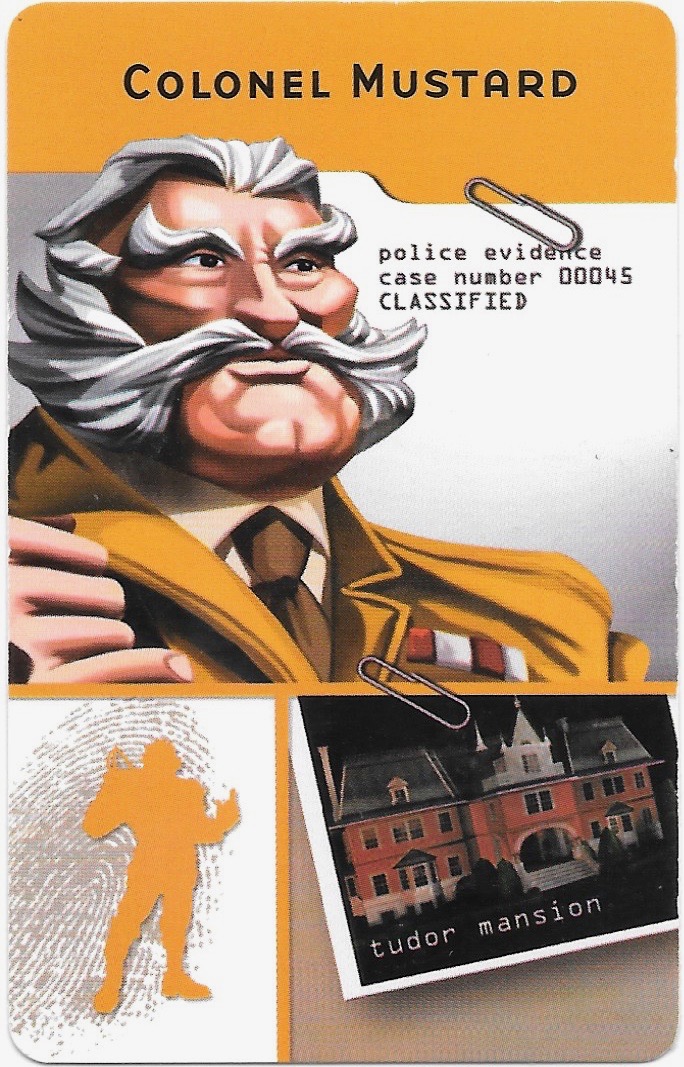 COLONEL MUSTARD
police evidence
case number 00045
CLASSIFIED
tudor mansion